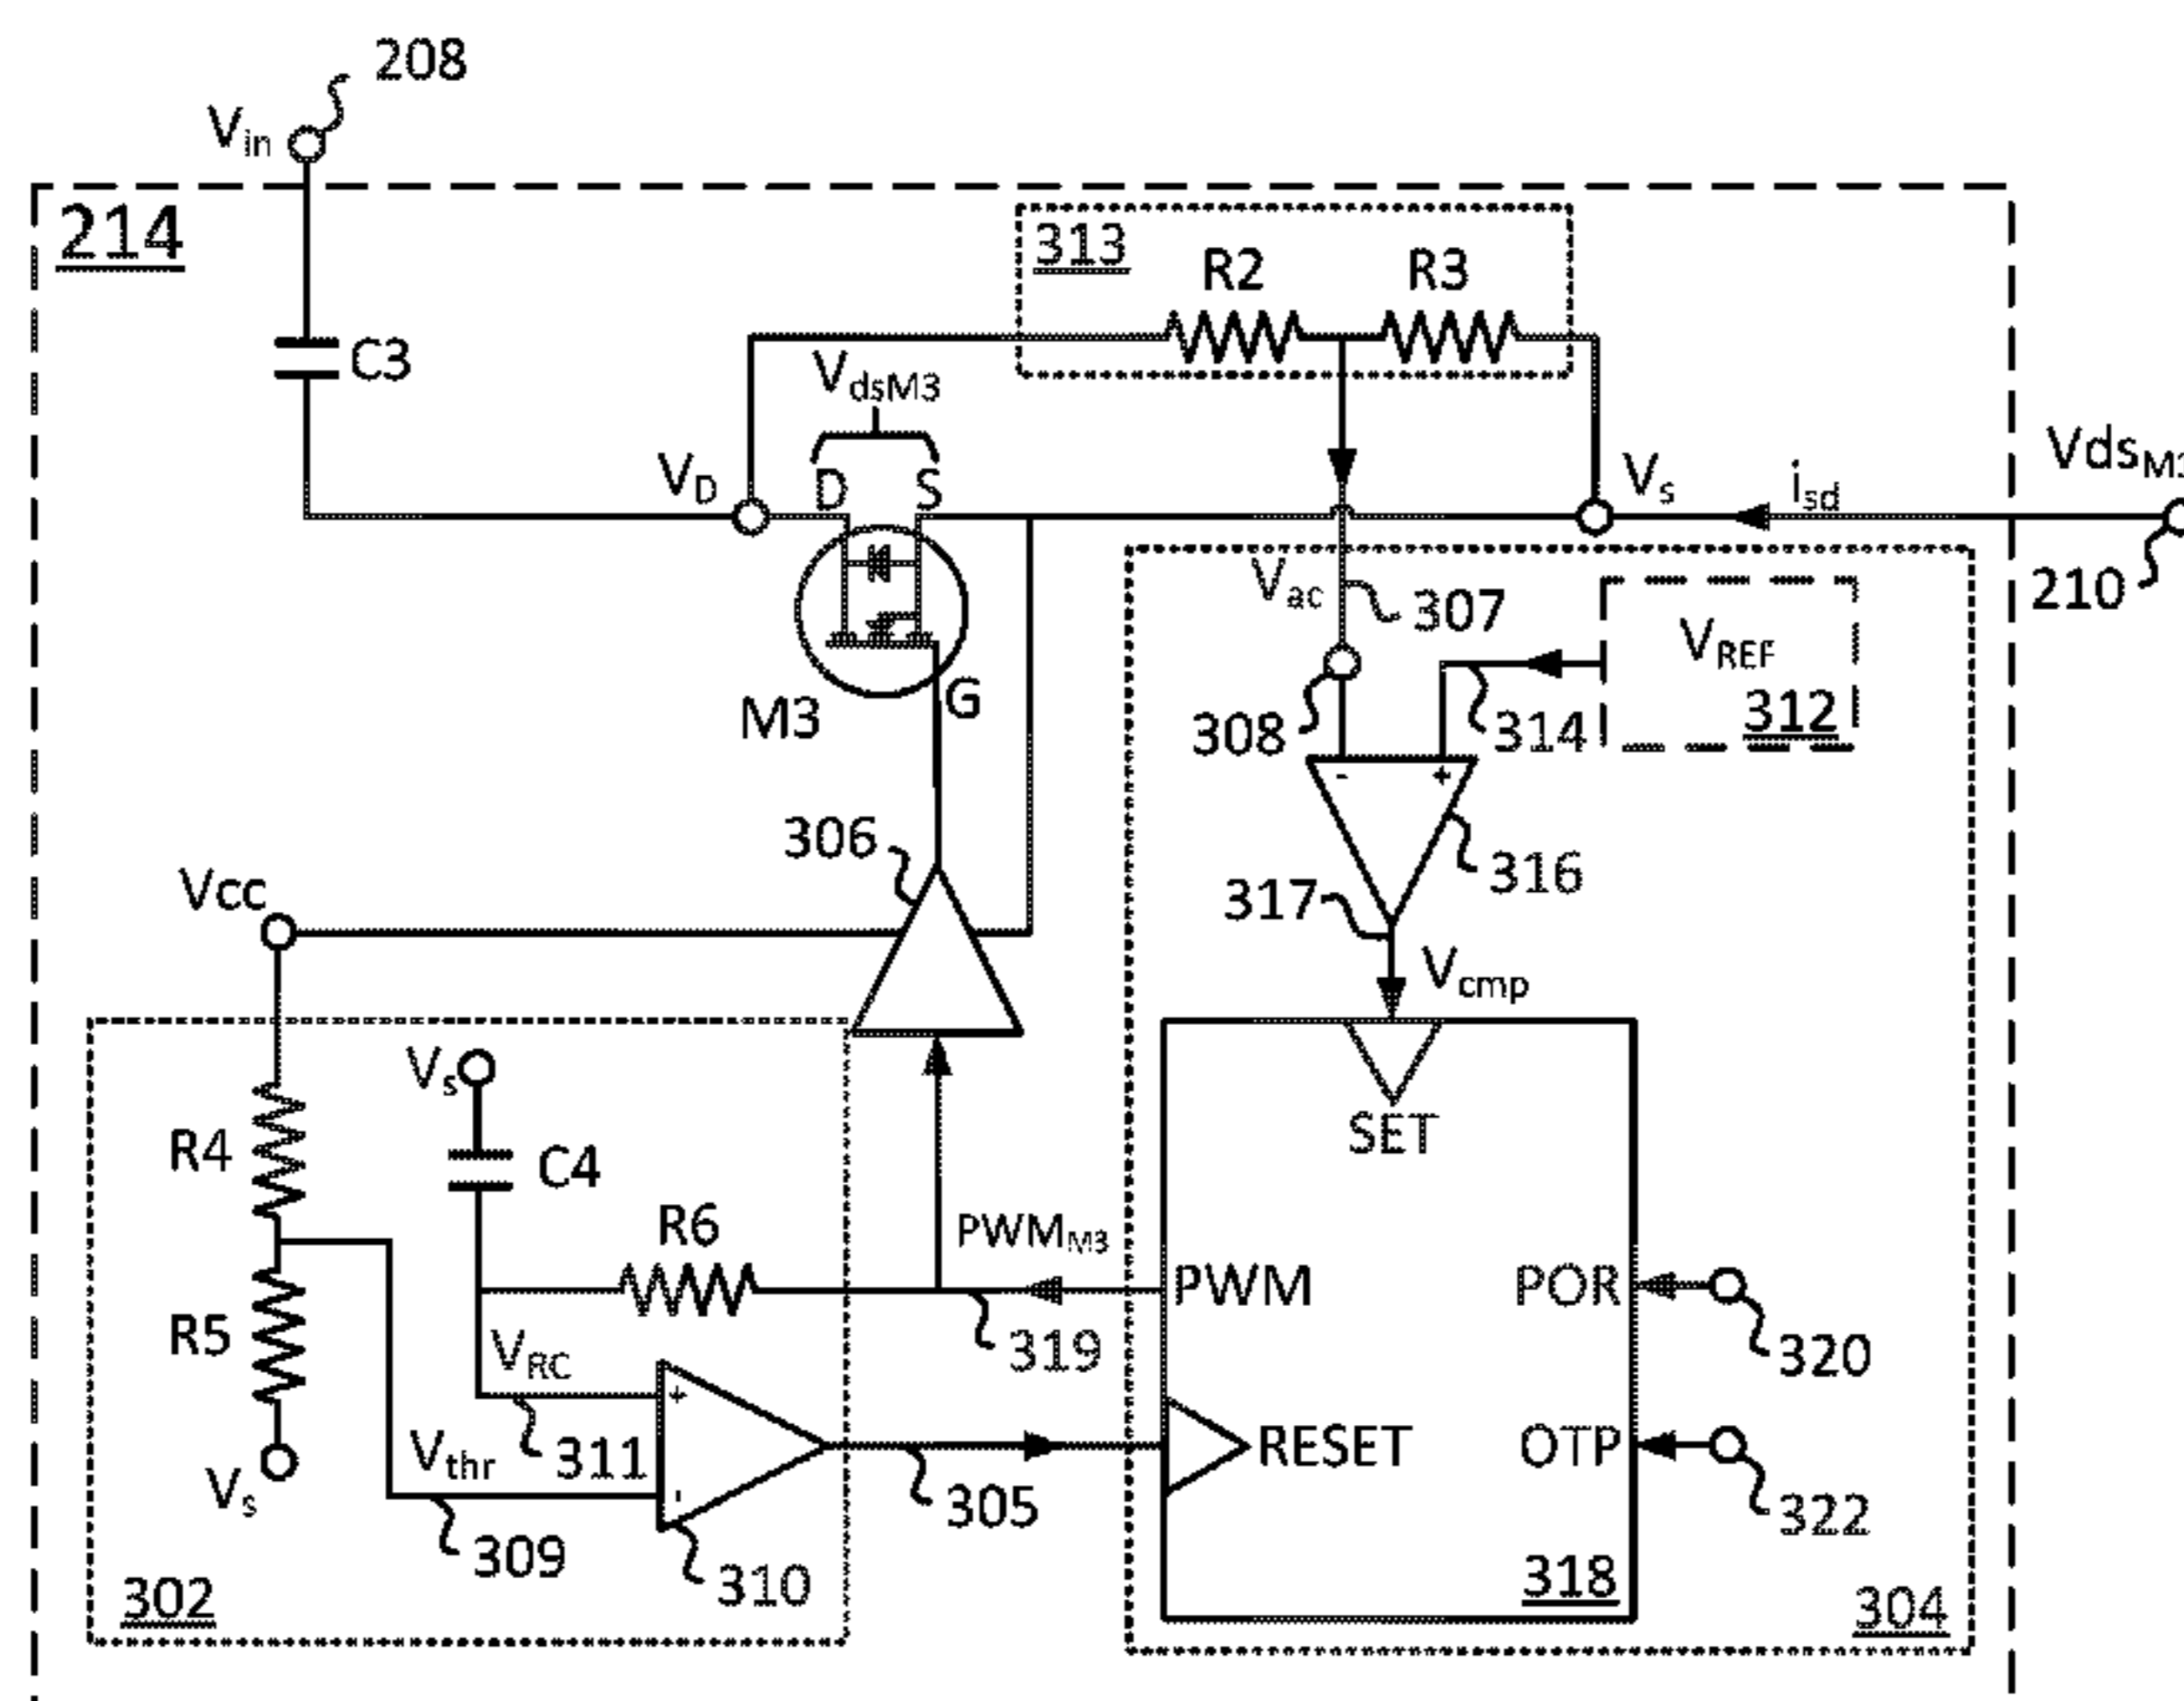 208
Vin
214
313
R2
R3
C3
VdsM3
VD
D
S
Vs
isd
VdsM3
Vac
307
210
VREF
312
M3
G
308
314
-
+
306
316
Vcc
317
Vcmp
Vs
SET
R4
C4
R6
PWMM3
PWM
POR
R5
VRC
319
320
+
Vthr
311
RESET
OTP
Vs
-
305
309
322
310
318
302
304